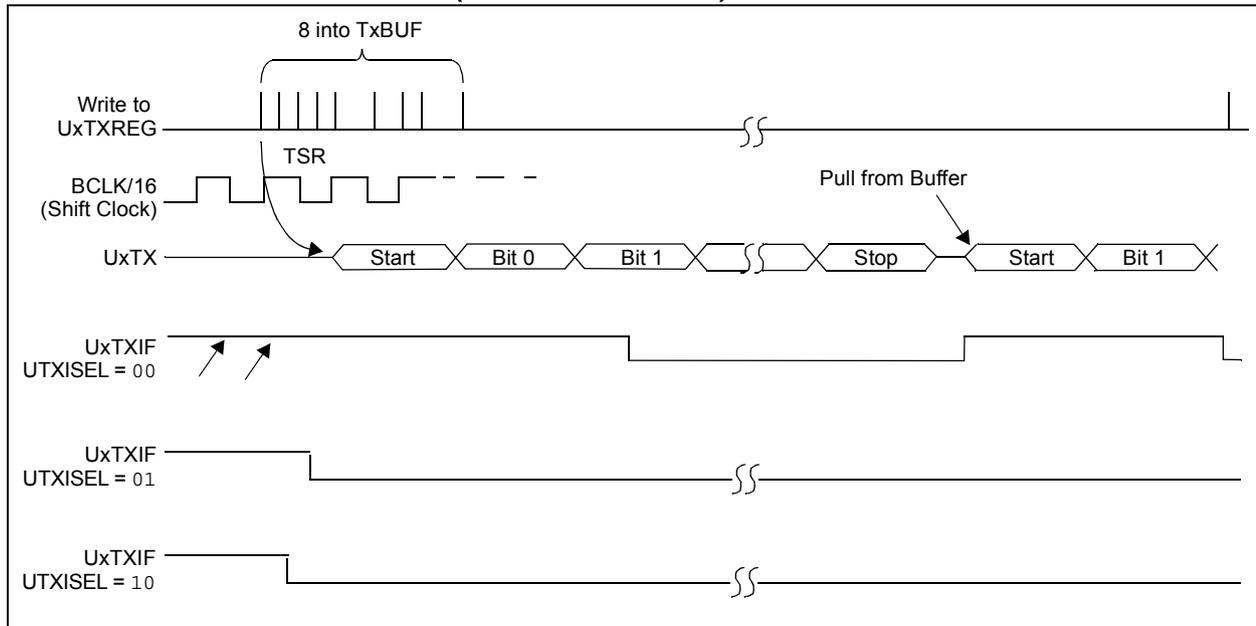 8 into TxBUF
Write to
UxTXREG
TSR
BCLK/16
(Shift Clock)
Pull from Buffer
UxTX
Start
Bit 0
Bit 1
Stop
Start
Bit 1
UxTXIF
UTXISEL = 00
UxTXIF
UTXISEL = 01
UxTXIF
UTXISEL = 10